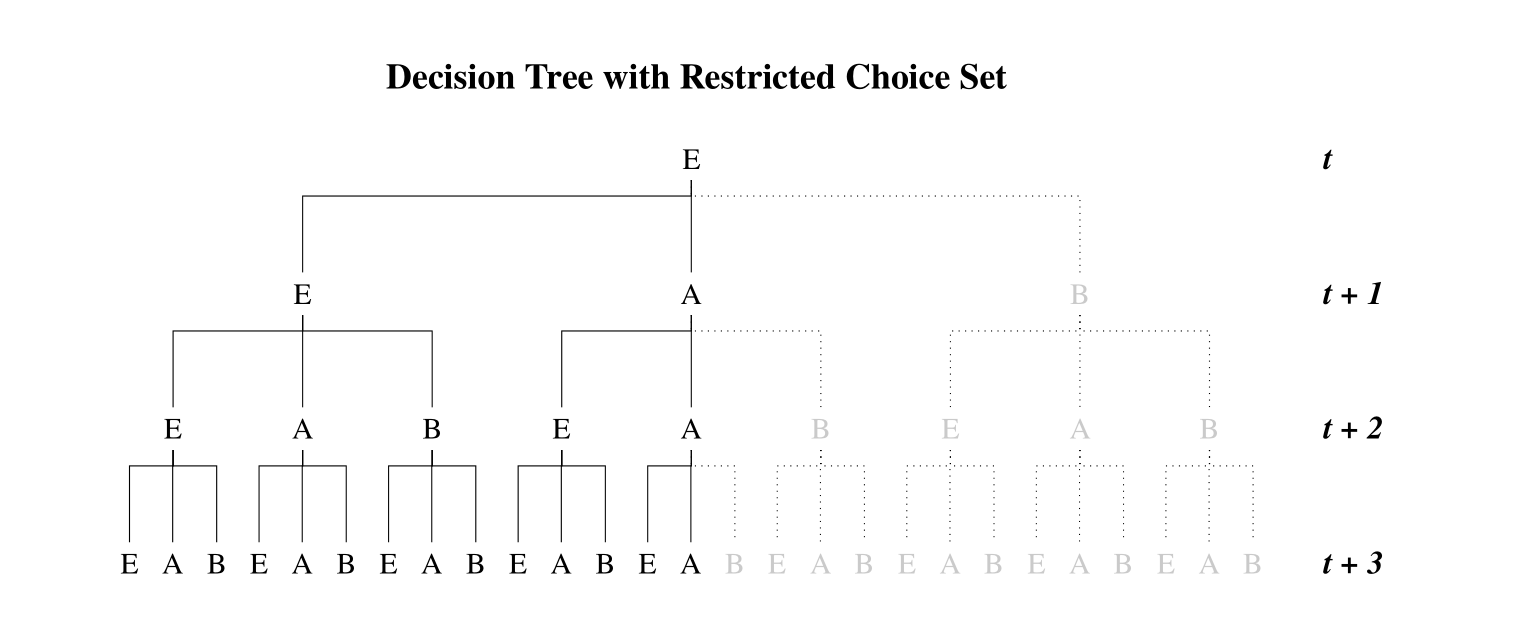 Decision Tree with Restricted Choice Set
E t
E A B t + 1
E A B E A B E A B t + 2
E A B E A B E A B E A B E A B E A B E A B E A B E A B t + 3